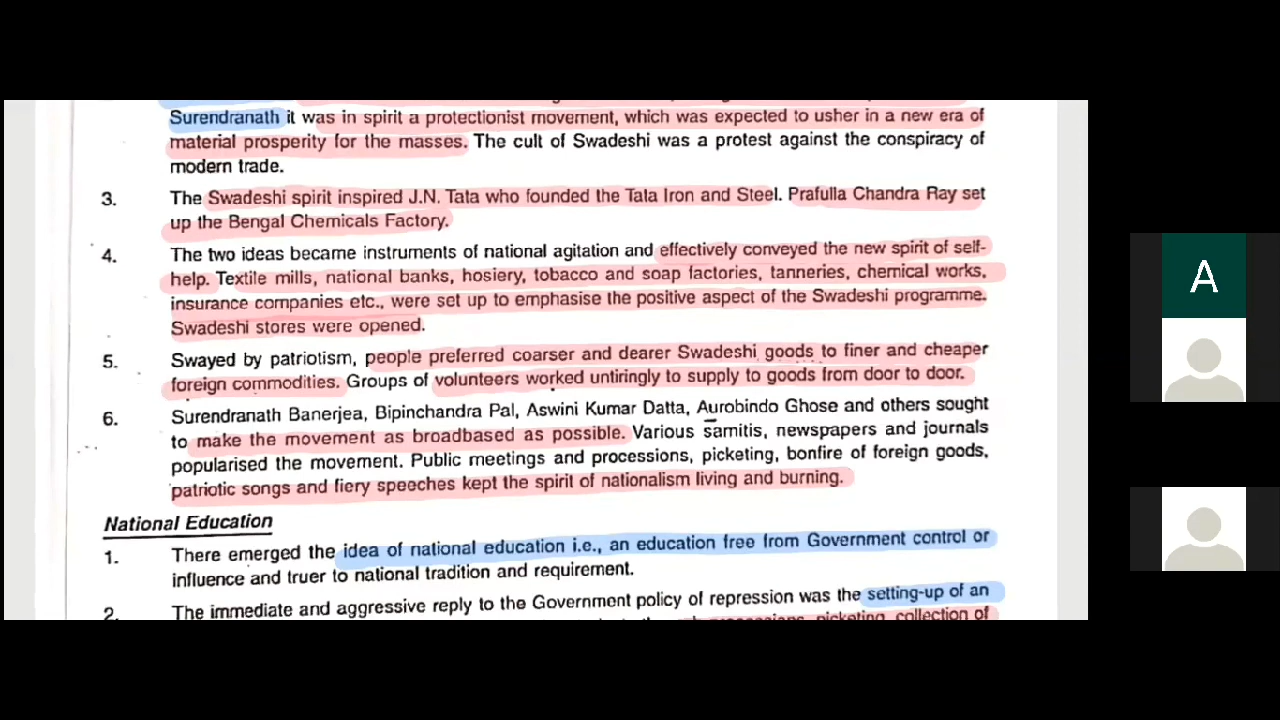 Surendranath it was in spirit a protectionist movement, which was expected to usher in a new era of
material prosperity for the masses. The cult of Swadeshi was a protest against the conspiracy of
modern trade.
3. The Swadeshi spirit inspired J.N. Tata who founded the Tala Iron and Steel. Prafulla Chandra Ray set
up the Bengal Chemicals Factory.
4. The two ideas became instruments of national agitation and effectively conveyed the new spirit of self-
help. Textile mills, national banks, hosiery, tobacco and soap factories, tanneries, chemical works,
insurance companies etc., were set up to emphasise the positive aspect of the Swadeshi programme.
Swadeshi stores were opened.
5. Swayed by patriotism, people preferred coarser and dearer Swadeshi goods to finer and cheaper
foreign commodities. Groups of volunteers worked untiringly to supply to goods from door to door.
6. Surendranath Banerjea, Bipinchandra Pal, Aswini Kumar Datta, Aurobindo Ghose and others sought
to make the movement as broadbased as possible. Various samitis, newspapers and journals
popularised the movement. Public meetings and processions, picketing, bonfire of foreign goods,
patriotic songs and fiery speeches kept the spirit of nationalism living and burning.
National Education
1. There emerged the idea of national education i.e., an education free from Government control or
influence and truer to national tradition and requirement.
2. The immediate and aggressive reply to the Government policy of repression was the setting-up of an
picketing, collection of
A